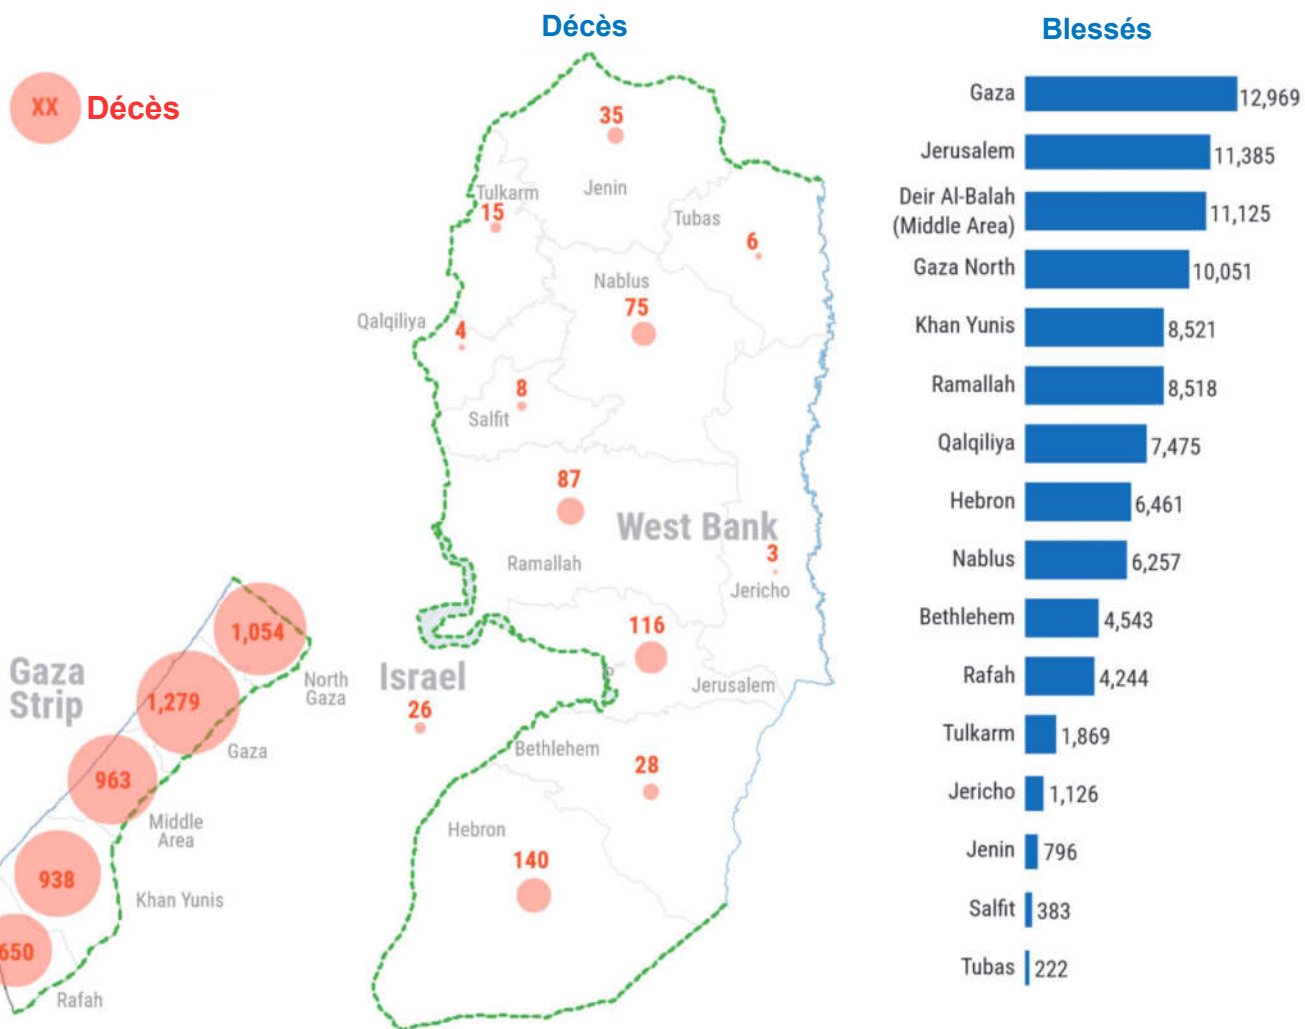 Décès
Blessés
XX Décès
35
Jenin
Tulkarm
15
Tubas
6
Nablus
75
Qalqiliya
4
8
Salfit
87
West Bank
Ramallah
3
Jericho
116
Jerusalem
Israel
26
Bethlehem
28
Hebron
140
Gaza
Strip
1,054
North
Gaza
1,279
Gaza
963
Middle
Area
938
Khan Yunis
650
Rafah
Gaza 12,969
Jerusalem 11,385
Deir Al-Balah
(Middle Area) 11,125
Gaza North 10,051
Khan Yunis 8,521
Ramallah 8,518
Qalqiliya 7,475
Hebron 6,461
Nablus 6,257
Bethlehem 4,543
Rafah 4,244
Tulkarm 1,869
Jericho 1,126
Jenin 796
Salfit 383
Tubas 222